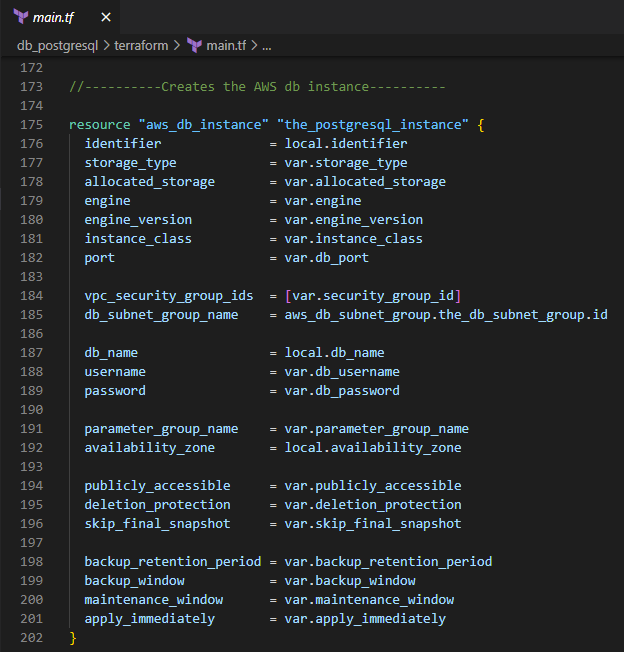 main.tf ×
db_postgresql > terraform > main.tf > ...
172
173 //----------Creates the AWS db instance----------
174
175 resource "aws_db_instance" "the_postgresql_instance" {
176   identifier              = local.identifier
177   storage_type            = var.storage_type
178   allocated_storage       = var.allocated_storage
179   engine                  = var.engine
180   engine_version          = var.engine_version
181   instance_class          = var.instance_class
182   port                    = var.db_port
183
184   vpc_security_group_ids  = [var.security_group_id]
185   db_subnet_group_name    = aws_db_subnet_group.the_db_subnet_group.id
186
187   db_name                 = local.db_name
188   username                = var.db_username
189   password                = var.db_password
190
191   parameter_group_name    = var.parameter_group_name
192   availability_zone       = local.availability_zone
193
194   publicly_accessible     = var.publicly_accessible
195   deletion_protection     = var.deletion_protection
196   skip_final_snapshot     = var.skip_final_snapshot
197
198   backup_retention_period = var.backup_retention_period
199   backup_window           = var.backup_window
200   maintenance_window      = var.maintenance_window
201   apply_immediately       = var.apply_immediately
202 }